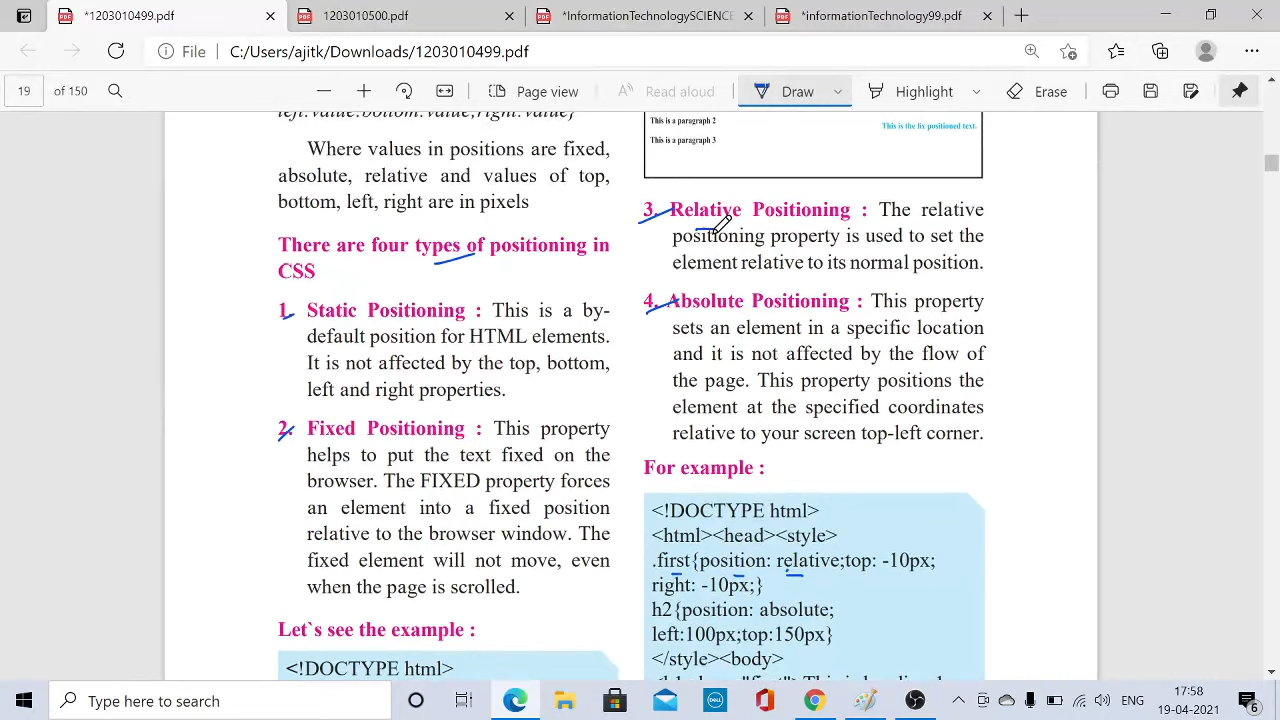 *1203010499.pdf
*InformationT
*InformationT
File
C:/Users/ajitk/Downloads/1203010499.pdf
19 of 150
Page view
Read aloud
Draw
Highlight
Erase
left:value:bottom:value;right:value}
Where values in positions are fixed,
absolute, relative and values of top,
bottom, left, right are in pixels
There are four types of positioning in
CSS
1. Static Positioning : This is a by-
default position for HTML elements.
It is not affected by the top, bottom,
left and right properties.
2. Fixed Positioning : This property
helps to put the text fixed on the
browser. The FIXED property forces
an element into a fixed position
relative to the browser window. The
fixed element will not move, even
when the page is scrolled.
Let`s see the example :
<!DOCTYPE html>
This is a paragraph 2
This is the fix positioned text.
This is a paragraph 3
3. Relative Positioning : The relative
positioning property is used to set the
element relative to its normal position.
4. Absolute Positioning : This property
sets an element in a specific location
and it is not affected by the flow of
the page. This property positions the
element at the specified coordinates
relative to your screen top-left corner.
For example :
<!DOCTYPE html>
<html><head><style>
.first{position: relative;top: -10px;
right: -10px;}
h2{position: absolute;
left:100px;top:150px}
</style><body>
Type here to search
DELL
ENG
17:58
19-04-2021
6